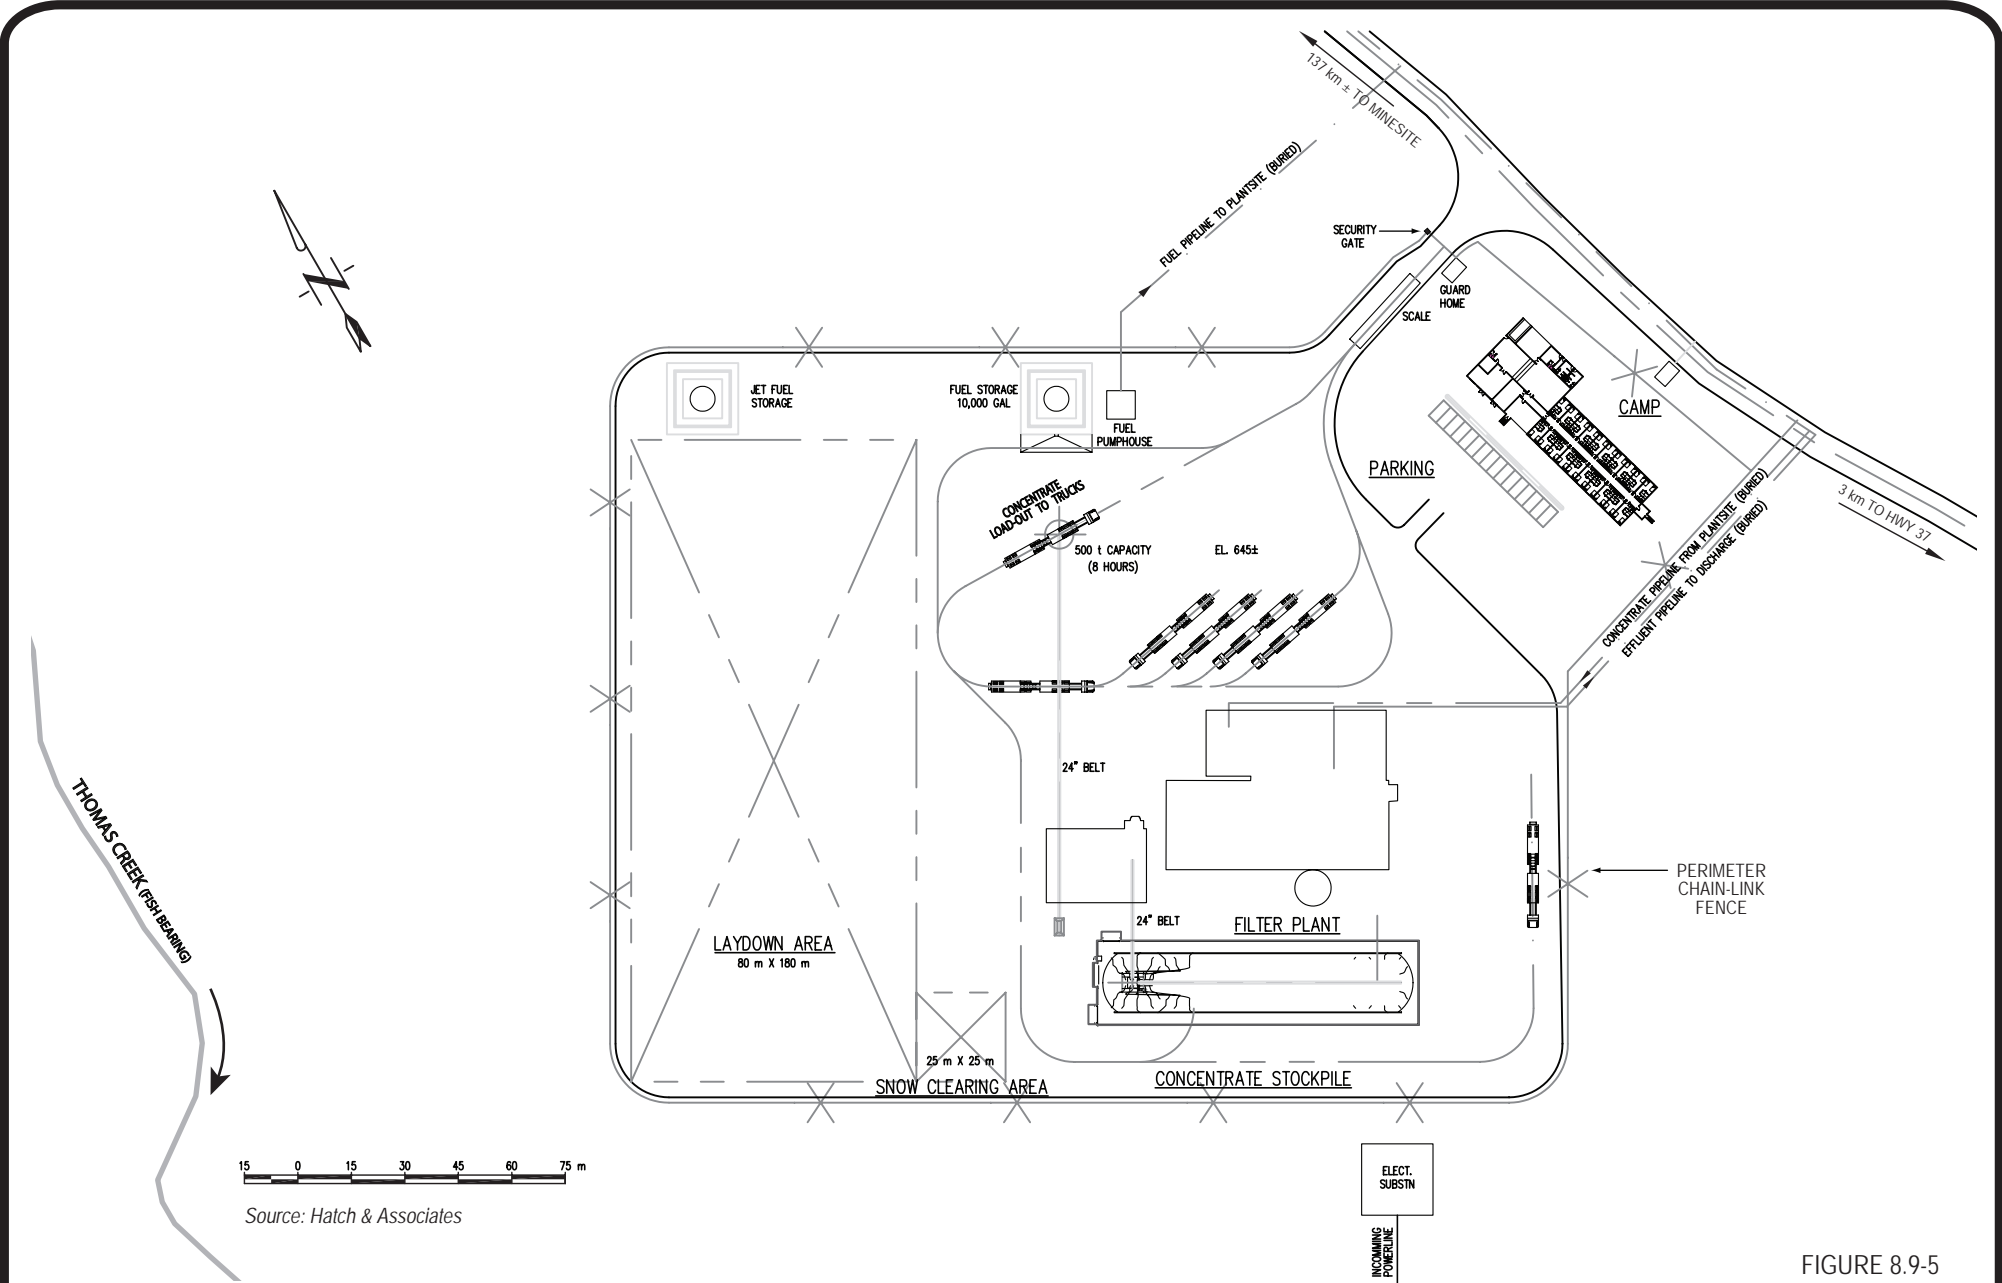 137 km ± TO MINESITE
FUEL PIPELINE TO PLANTSITE (BURIED)
SECURITY
GATE
GUARD
HOME
SCALE
N
JET FUEL
STORAGE
FUEL STORAGE
10,000 GAL
FUEL
PUMPHOUSE
CAMP
PARKING
3 km TO HWY 37
CONCENTRATE
LOAD-OUT TO TRUCKS
500 t CAPACITY
(8 HOURS)
EL. 645±
CONCENTRATE PIPELINE FROM PLANTSITE (BURIED)
EFFLUENT PIPELINE TO DISCHARGE (BURIED)
24" BELT
THOMAS CREEK (FISH BEARING)
PERIMETER
CHAIN-LINK
FENCE
24" BELT
FILTER PLANT
LAYDOWN AREA
80 m X 180 m
25 m X 25 m
SNOW CLEARING AREA
CONCENTRATE STOCKPILE
15 0 15 30 45 60 75 m
Source: Hatch & Associates
ELECT.
SUBSTN
INCOMMING
POWERLINE
FIGURE 8.9-5